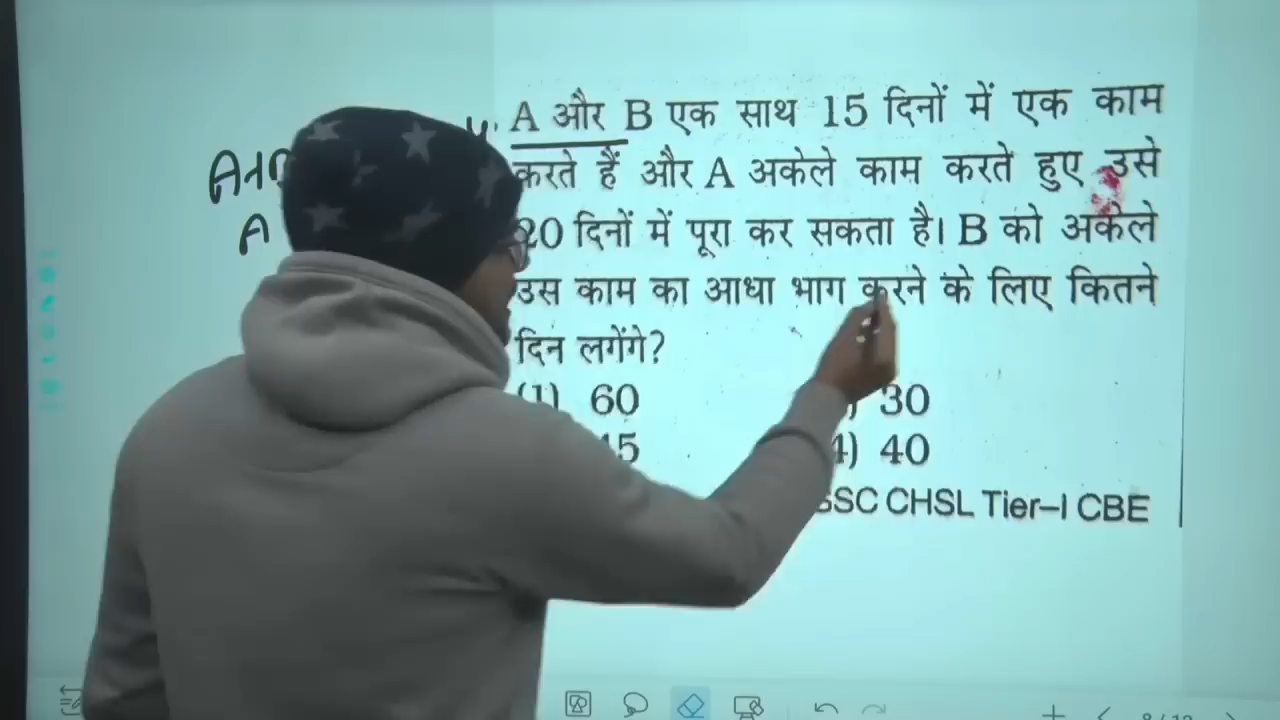 A और B एक साथ 15 दिनों में एक काम
करते हैं और A अकेले काम करते हुए उसे
20 दिनों में पूरा कर सकता है। B को अकेले
उस काम का आधा भाग करने के लिए कितने
दिन लगेंगे?
(1) 60 30
15 4) 40
SSC CHSL Tier–I CBE
A+
A